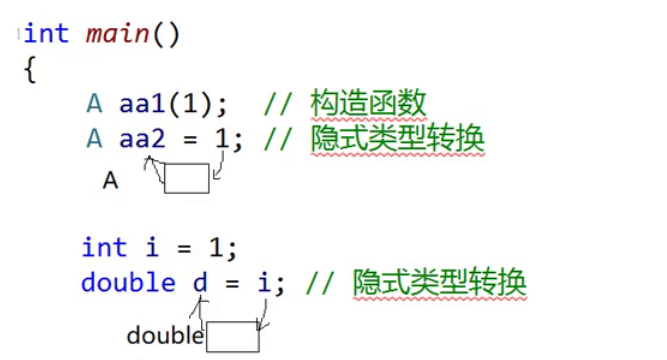 int main()
{
A aa1(1); // 构造函数
A aa2 = 1; // 隐式类型转换
A
int i = 1;
double d = i; // 隐式类型转换
double